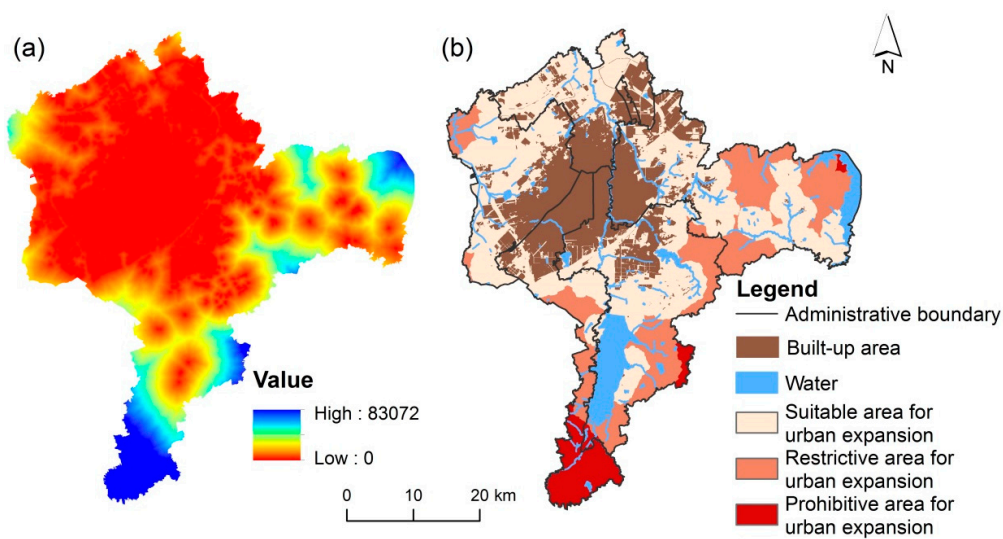 (a)
(b)
N
Value
High : 83072
Low : 0
0 10 20 km
Legend
Administrative boundary
Built-up area
Water
Suitable area for
urban expansion
Restrictive area for
urban expansion
Prohibitive area for
urban expansion